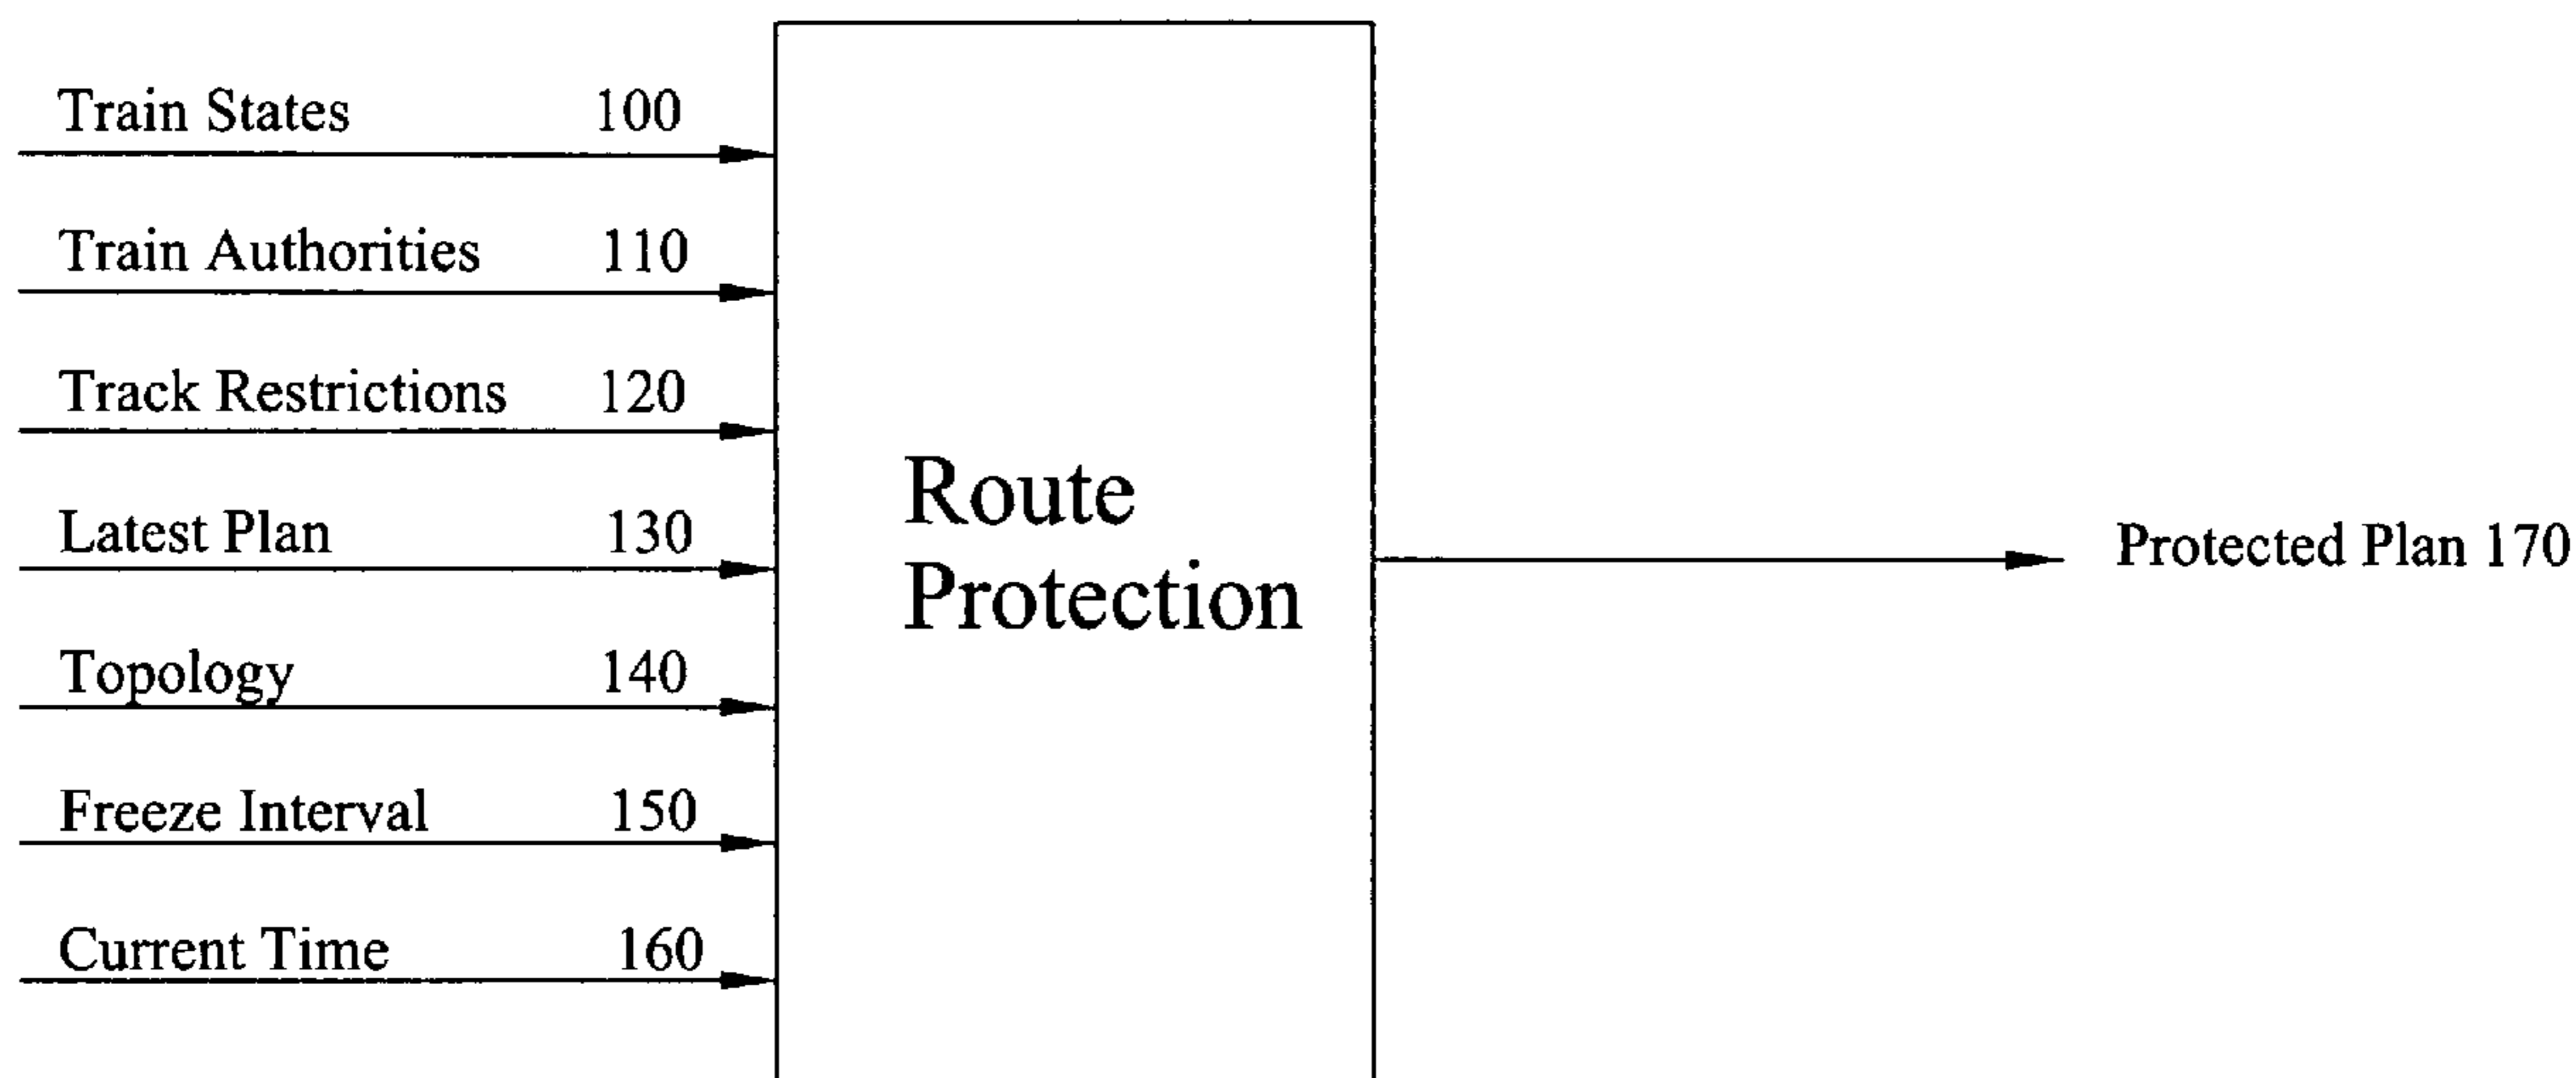 Train States 100
Train Authorities 110
Track Restrictions 120
Latest Plan 130
Topology 140
Freeze Interval 150
Current Time 160
Route
Protection
Protected Plan 170